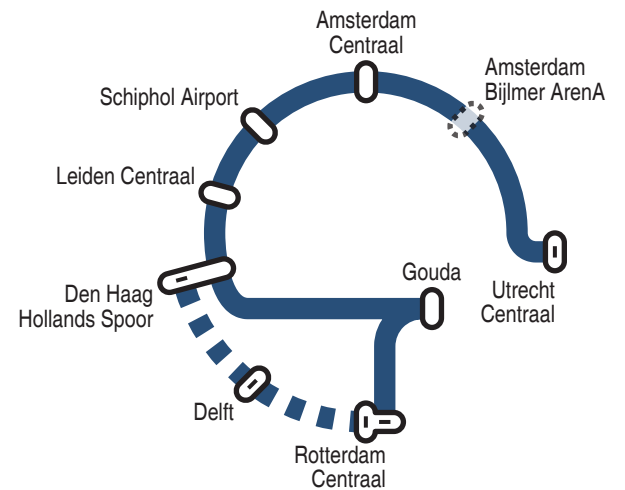 Amsterdam
Centraal
Amsterdam
Bijlmer ArenA
Schiphol Airport
Leiden Centraal
Den Haag
Hollands Spoor
Gouda
Utrecht
Centraal
Delft
Rotterdam
Centraal